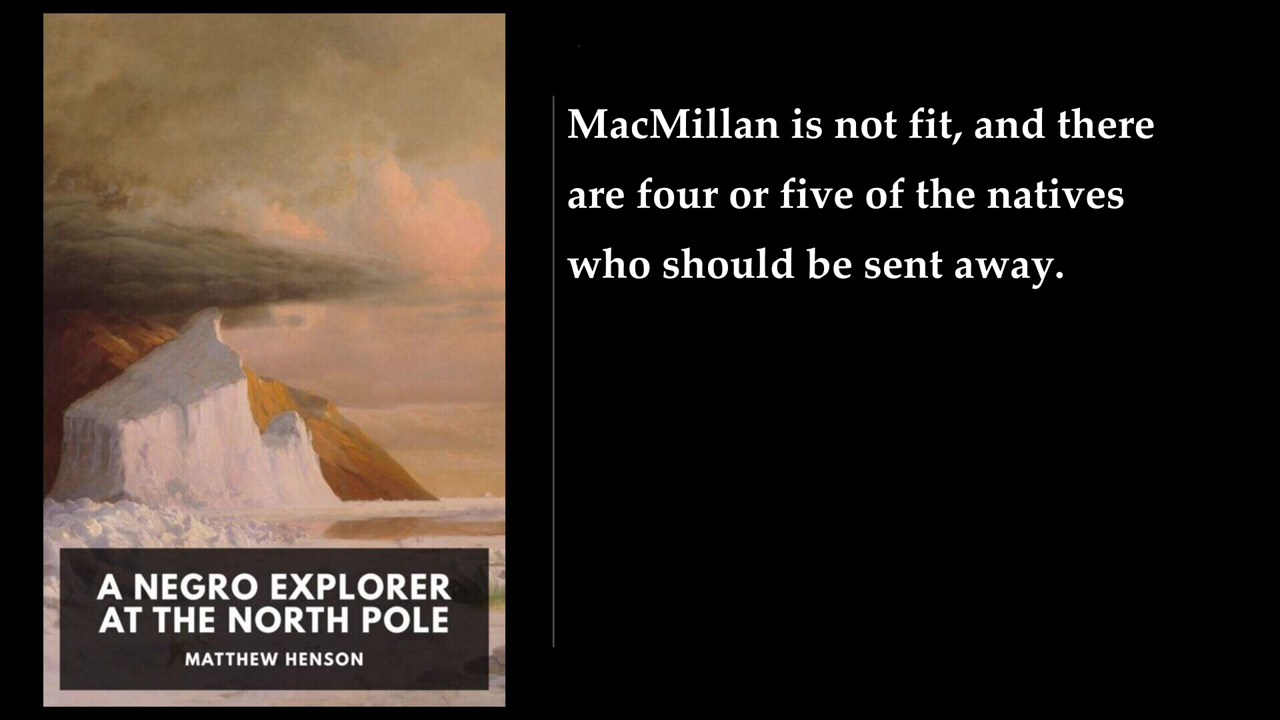 MacMillan is not fit, and there
are four or five of the natives
who should be sent away.
A NEGRO EXPLORER
AT THE NORTH POLE
MATTHEW HENSON